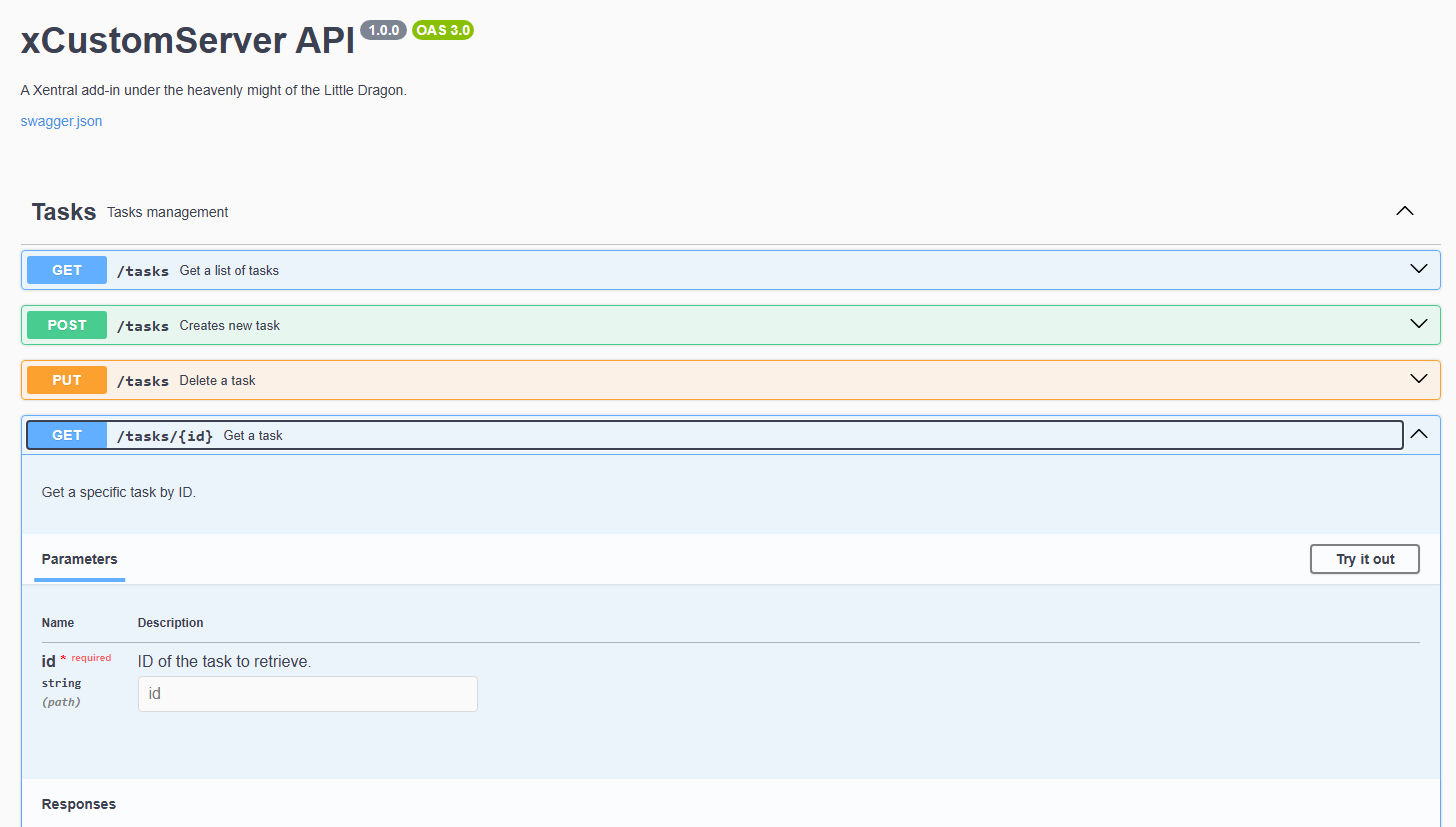 xCustomServer API 1.0.0 OAS 3.0
A Xentral add-in under the heavenly might of the Little Dragon.
swagger.json
Tasks Tasks management
GET /tasks Get a list of tasks
POST /tasks Creates new task
PUT /tasks Delete a task
GET /tasks/{id} Get a task
Get a specific task by ID.
Parameters Try it out
Name Description
id * required ID of the task to retrieve.
string id
(path)
Responses